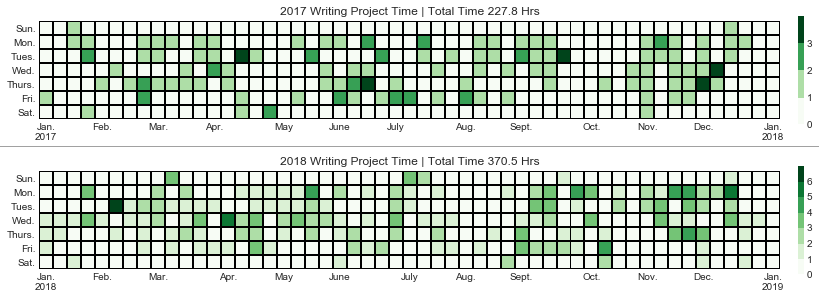 2017 Writing Project Time | Total Time 227.8 Hrs
Sun.
Mon.
Tues.
Wed.
Thurs.
Fri.
Sat.
3
2
1
0
Jan. Feb. Mar. Apr. May June July Aug. Sept. Oct. Nov. Dec. Jan.
2017 2018
2018 Writing Project Time | Total Time 370.5 Hrs
Sun.
Mon.
Tues.
Wed.
Thurs.
Fri.
Sat.
6
5
4
3
2
1
0
Jan. Feb. Mar. Apr. May June July Aug. Sept. Oct. Nov. Dec. Jan.
2018 2019